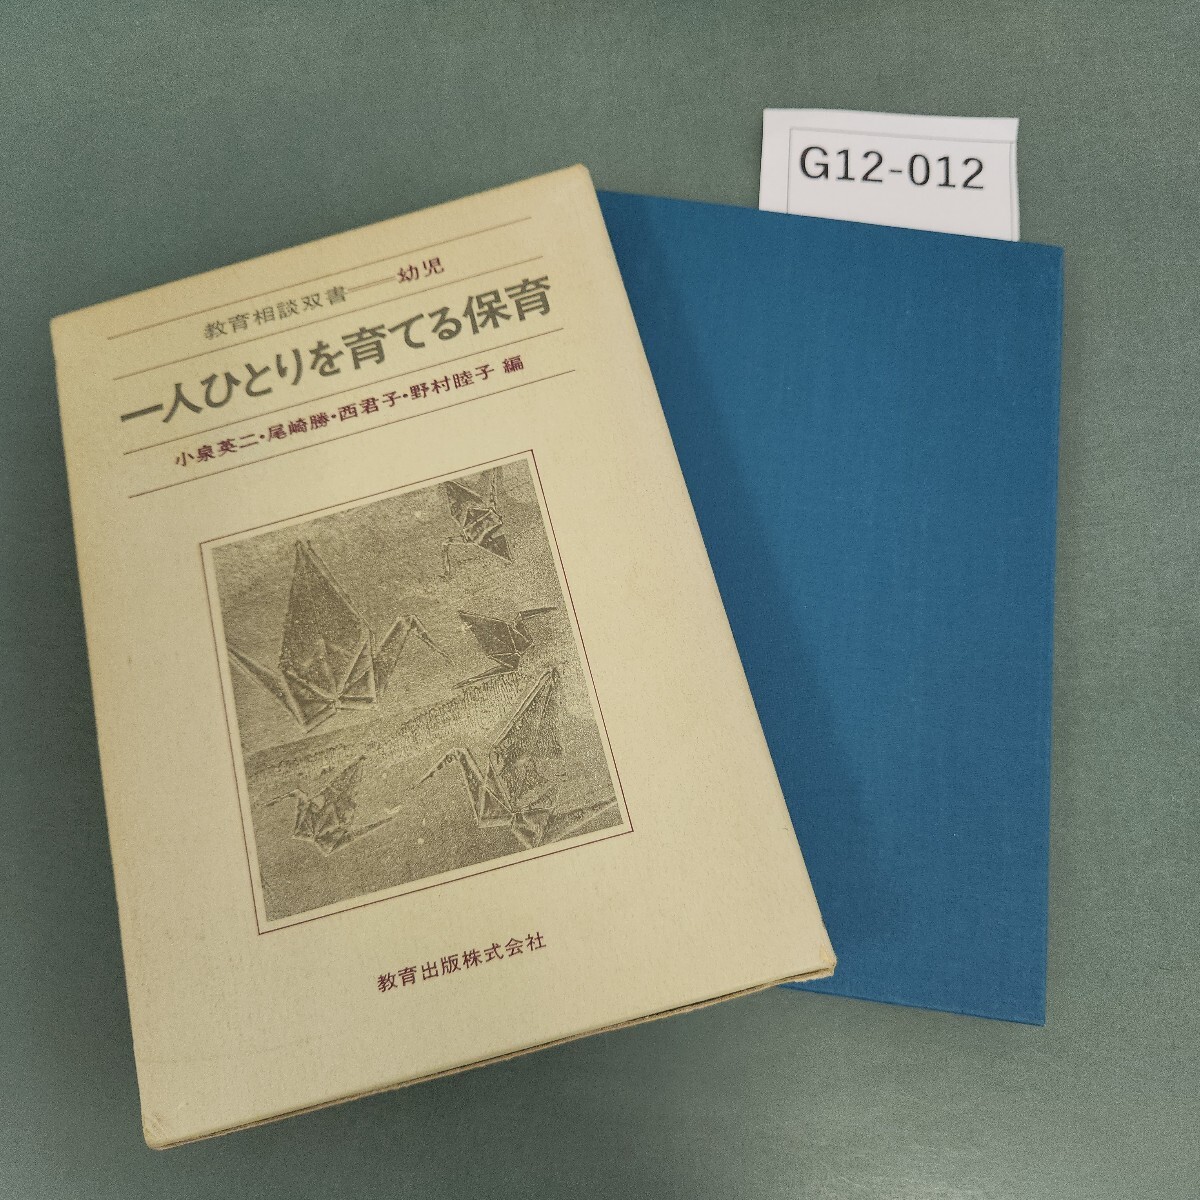 G12-012
教育相談双書──幼児
一人ひとりを育てる保育
小泉英二・尾崎勝・西君子・野村睦子 編
教育出版株式会社